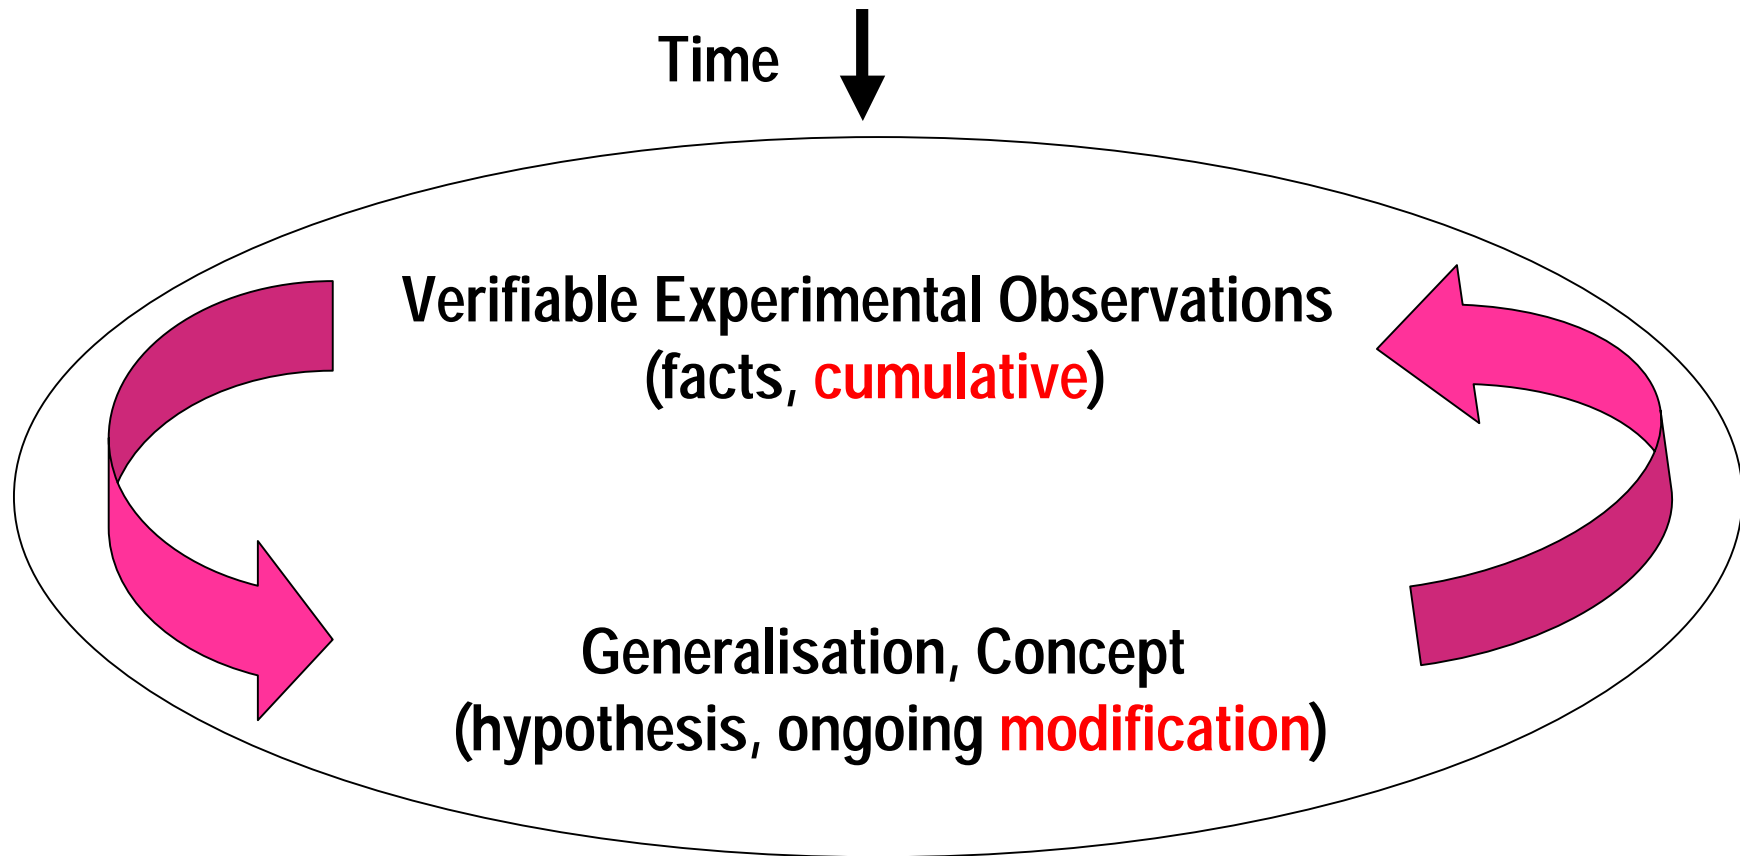 Time
Verifiable Experimental Observations
(facts, cumulative)
Generalisation, Concept
(hypothesis, ongoing modification)